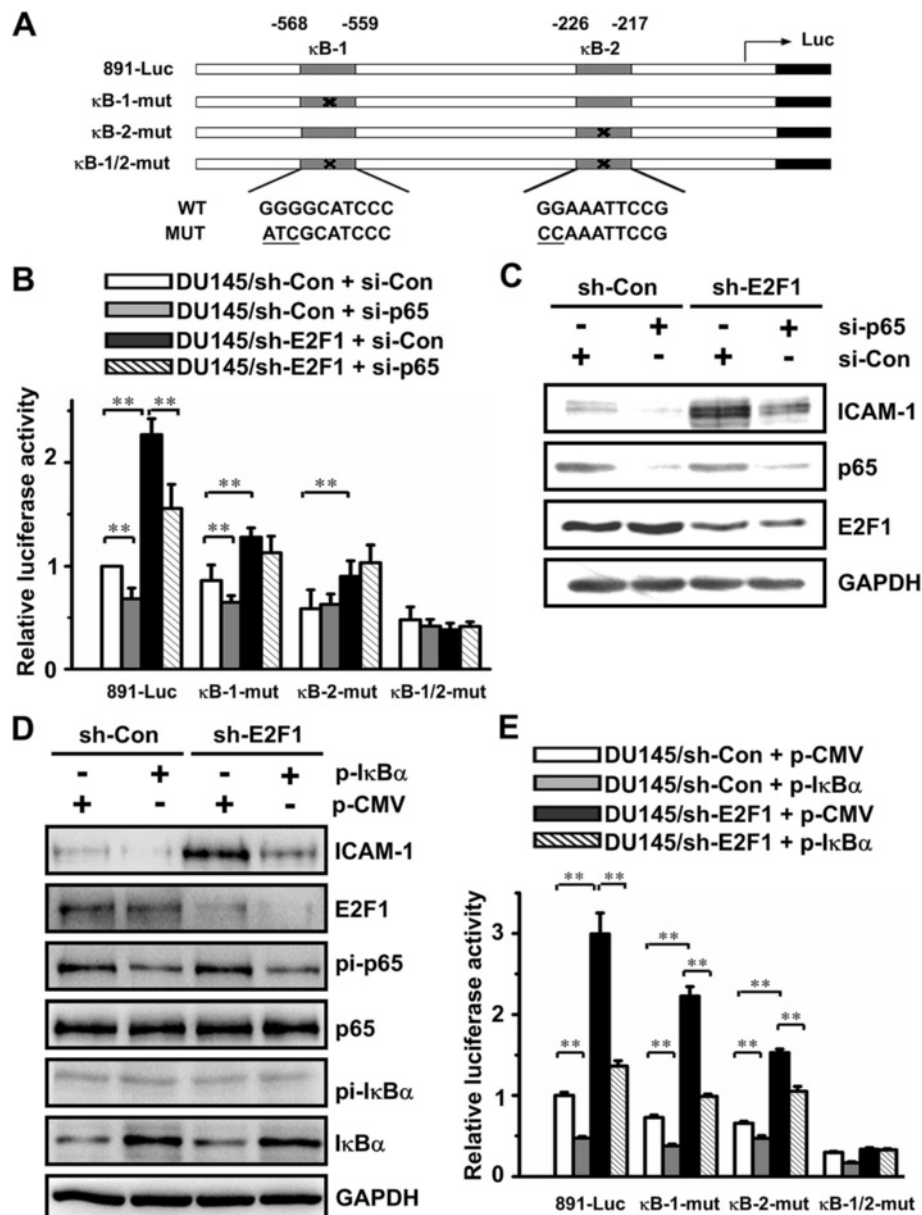 A
-568 -559 -226 -217
κB-1 κB-2 Luc
891-Luc
κB-1-mut
κB-2-mut
κB-1/2-mut
WT GGGGCATCCC GGAAATTCCG
MUT ATCGCATCCC CCAAATTCCG
B
DU145/sh-Con + si-Con
DU145/sh-Con + si-p65
DU145/sh-E2F1 + si-Con
DU145/sh-E2F1 + si-p65
Relative luciferase activity
2
1
0
** **
**
** **
**
891-Luc κB-1-mut κB-2-mut κB-1/2-mut
C
sh-Con sh-E2F1
- + - + si-p65
+ - + - si-Con
ICAM-1
p65
E2F1
GAPDH
D
sh-Con sh-E2F1
- + - + p-IκBα
+ - + - p-CMV
ICAM-1
E2F1
pi-p65
p65
pi-IκBα
IκBα
GAPDH
E
DU145/sh-Con + p-CMV
DU145/sh-Con + p-IκBα
DU145/sh-E2F1 + p-CMV
DU145/sh-E2F1 + p-IκBα
Relative luciferase activity
3
2
1
0
** **
**
** **
**
** **
**
891-Luc κB-1-mut κB-2-mut κB-1/2-mut